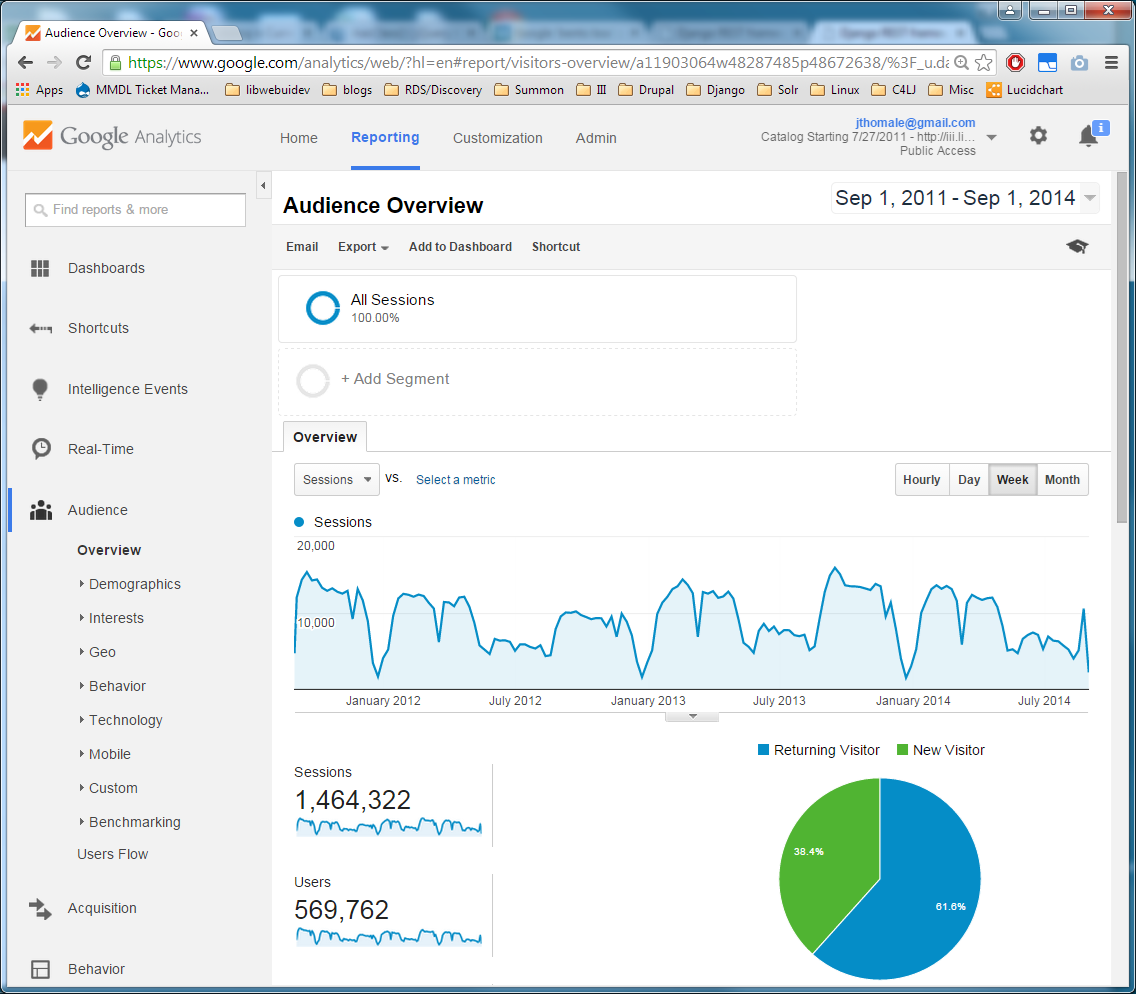 Audience Overview - Goo
https://www.google.com/analytics/web/?hl=en#report/visitors-overview/a11903064w48287485p48672638/%3F_u.da
Apps MMDL Ticket Mana... libwebuidev blogs RDS/Discovery Summon III Drupal Django Solr Linux C4LJ Misc Lucidchart
Google Analytics
Home Reporting Customization Admin
jthomale@gmail.com
Catalog Starting 7/27/2011 - http://iii.li...
Public Access
Find reports & more
Dashboards
Shortcuts
Intelligence Events
Real-Time
Audience
Overview
Demographics
Interests
Geo
Behavior
Technology
Mobile
Custom
Benchmarking
Users Flow
Acquisition
Behavior
Audience Overview
Sep 1, 2011 - Sep 1, 2014
Email Export Add to Dashboard Shortcut
All Sessions
100.00%
+ Add Segment
Overview
Sessions vs. Select a metric
Hourly Day Week Month
Sessions
20,000
10,000
January 2012 July 2012 January 2013 July 2013 January 2014 July 2014
Sessions
1,464,322
Users
569,762
Returning Visitor New Visitor
38.4%
61.6%